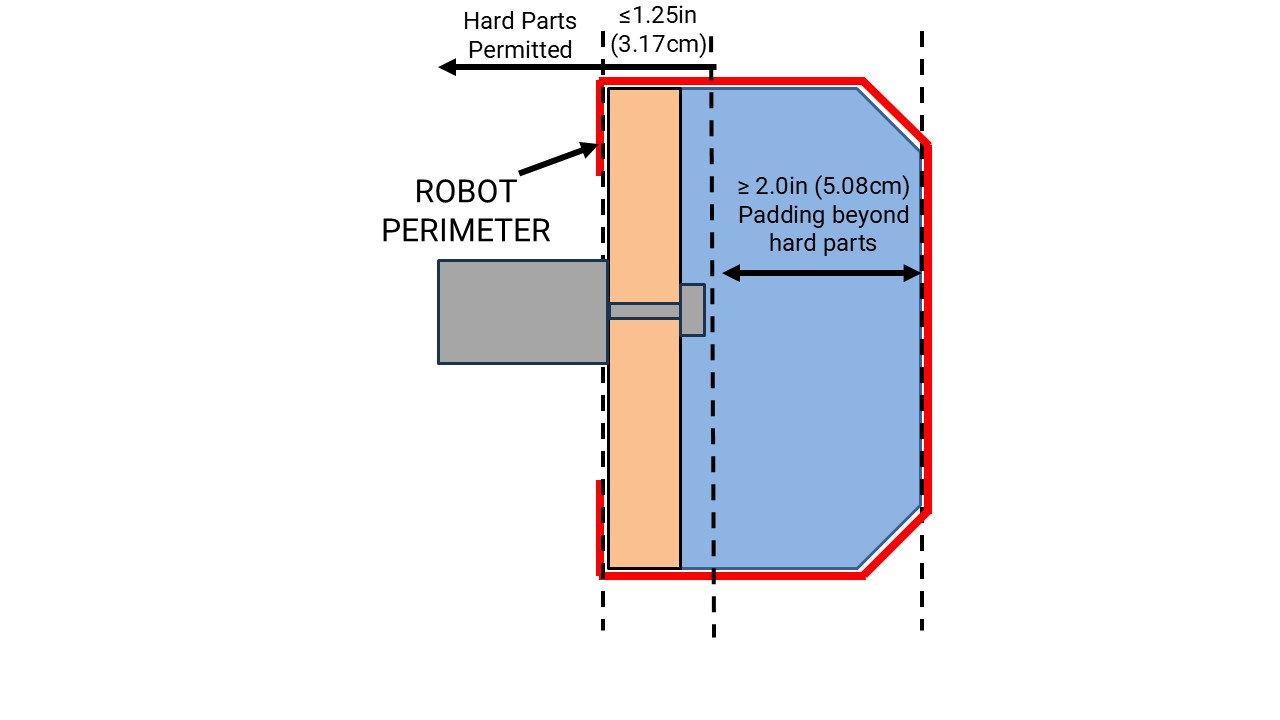 Hard Parts
Permitted
≤1.25in
(3.17cm)
ROBOT
PERIMETER
≥ 2.0in (5.08cm)
Padding beyond
hard parts